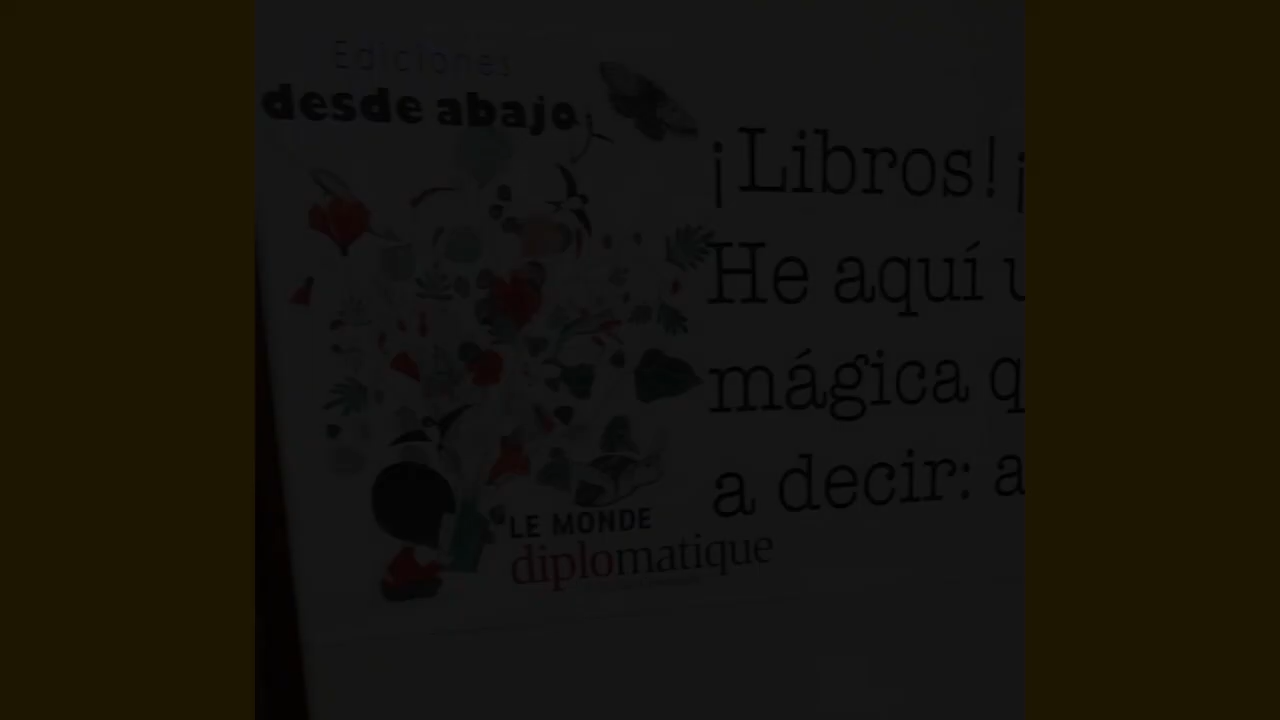 Ediciones
desde abajo
¡Libros! ¡
He aquí u
mágica q
a decir: a
LE MONDE
diplomatique